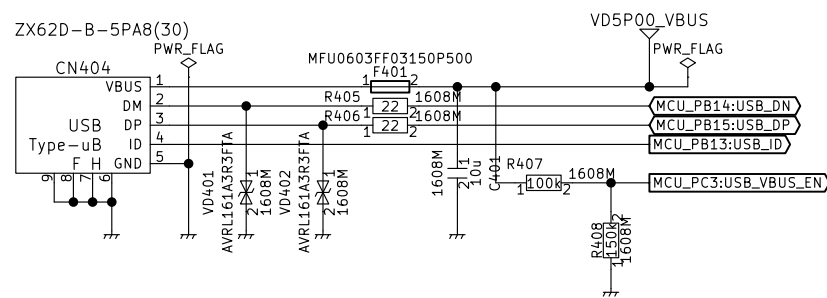 ZX62D-B-5PA8(30)
PWR_FLAG
CN404
VBUS 1
DM 2
DP 3
ID 4
GND 5
USB
Type-uB
F H
9 8 7 6
MFU0603FF03150P500
F401
1 2
R405
22
1608M
1 2
R406
22
1608M
1 2
VD5P00_VBUS
PWR_FLAG
MCU_PB14:USB_DN
MCU_PB15:USB_DP
MCU_PB13:USB_ID
MCU_PC3:USB_VBUS_EN
VD401
AVRL161A3R3FTA
2 1
1608M
VD402
AVRL161A3R3FTA
2 1
1608M
1608M
2 1
10u
C401
R407
100k
1608M
1 2
R408
150k
1608M
1 2